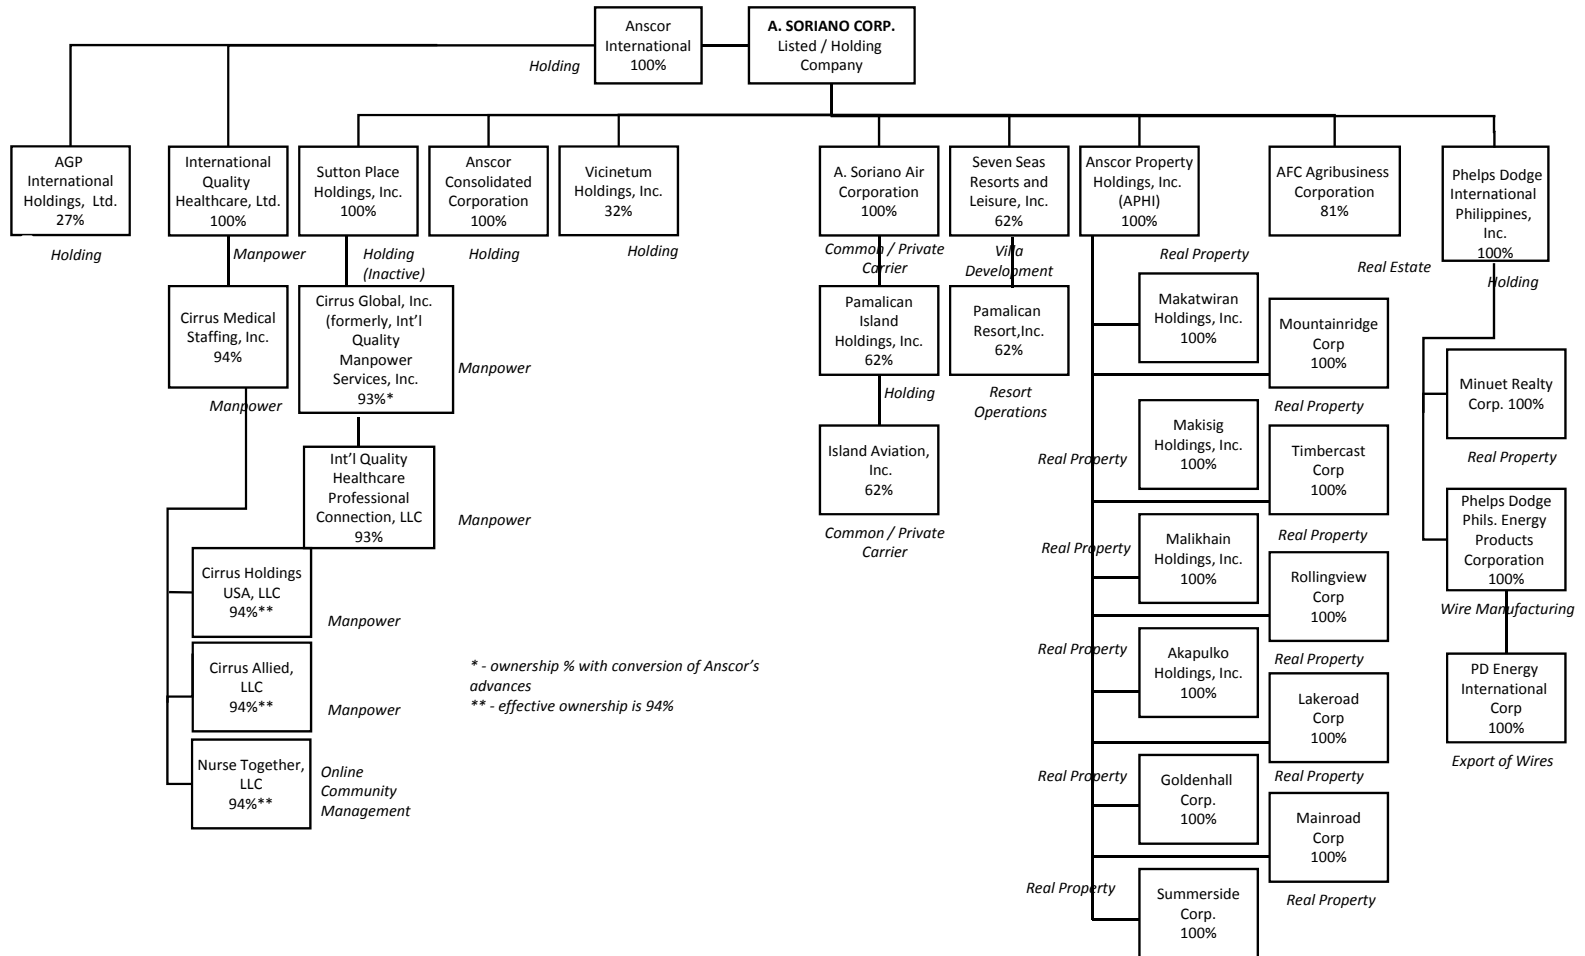 Anscor
International
100%
A. SORIANO CORP.
Listed / Holding
Company
Holding
AGP
International
Holdings, Ltd.
27%
Holding
International
Quality
Healthcare, Ltd.
100%
Manpower
Sutton Place
Holdings, Inc.
100%
Holding
(Inactive)
Anscor
Consolidated
Corporation
100%
Holding
Vicinetum
Holdings, Inc.
32%
Holding
A. Soriano Air
Corporation
100%
Common / Private
Carrier
Seven Seas
Resorts and
Leisure, Inc.
62%
Villa
Development
Anscor Property
Holdings, Inc.
(APHI)
100%
Real Property
AFC Agribusiness
Corporation
81%
Real Estate
Phelps Dodge
International
Philippines,
Inc.
100%
Holding
Cirrus Medical
Staffing, Inc.
94%
Manpower
Cirrus Global, Inc.
(formerly, Int'l
Quality
Manpower
Services, Inc.
93%*
Manpower
Int'l Quality
Healthcare
Professional
Connection, LLC
93%
Manpower
Cirrus Holdings
USA, LLC
94%**
Manpower
Cirrus Allied,
LLC
94%**
Manpower
Nurse Together,
LLC
94%**
Online
Community
Management
* - ownership % with conversion of Anscor's
advances
** - effective ownership is 94%
Pamalican
Island
Holdings, Inc.
62%
Holding
Island Aviation,
Inc.
62%
Common / Private
Carrier
Pamalican
Resort,Inc.
62%
Resort
Operations
Makatwiran
Holdings, Inc.
100%
Mountainridge
Corp
100%
Real Property
Makisig
Holdings, Inc.
100%
Real Property
Timbercast
Corp
100%
Real Property
Malikhain
Holdings, Inc.
100%
Real Property
Rollingview
Corp
100%
Real Property
Akapulko
Holdings, Inc.
100%
Real Property
Lakeroad
Corp
100%
Real Property
Goldenhall
Corp.
100%
Real Property
Mainroad
Corp
100%
Real Property
Summerside
Corp.
100%
Real Property
Minuet Realty
Corp. 100%
Real Property
Phelps Dodge
Phils. Energy
Products
Corporation
100%
Wire Manufacturing
PD Energy
International
Corp
100%
Export of Wires